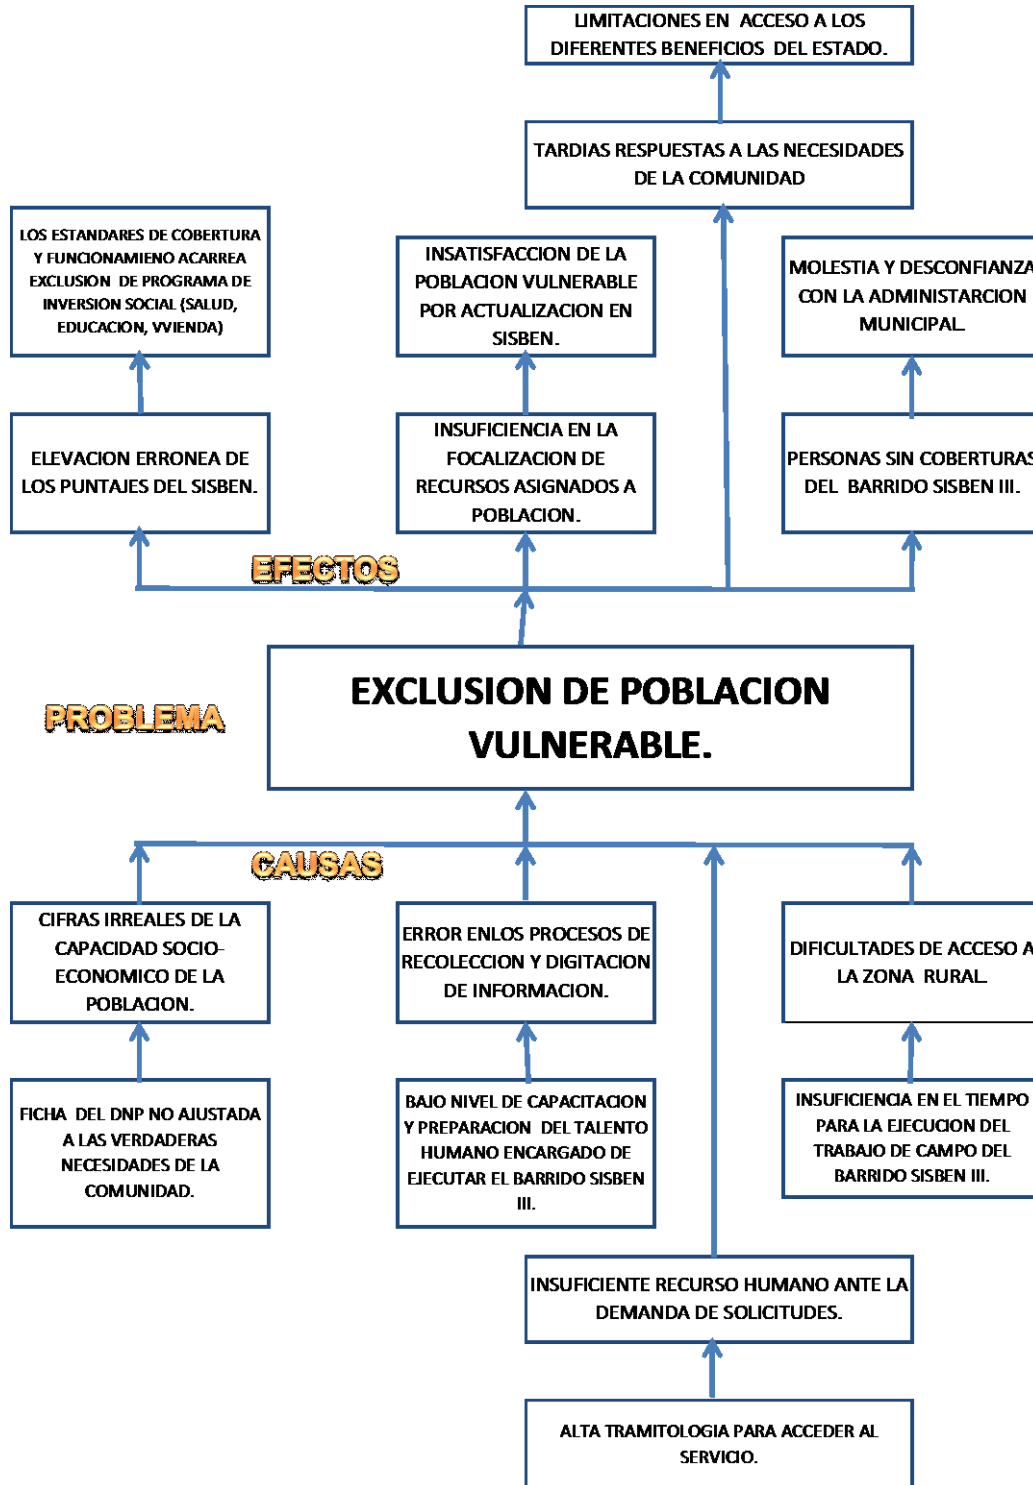 LIMITACIONES EN ACCESO A LOS
DIFERENTES BENEFICIOS DEL ESTADO.
TARDIAS RESPUESTAS A LAS NECESIDADES
DE LA COMUNIDAD
LOS ESTANDARES DE COBERTURA
Y FUNCIONAMIENO ACARREA
EXCLUSION DE PROGRAMA DE
INVERSION SOCIAL (SALUD,
EDUCACION, VVIENDA)
INSATISFACCION DE LA
POBLACION VULNERABLE
POR ACTUALIZACION EN
SISBEN.
MOLESTIA Y DESCONFIANZA
CON LA ADMINISTARCION
MUNICIPAL.
ELEVACION ERRONEA DE
LOS PUNTAJES DEL SISBEN.
INSUFICIENCIA EN LA
FOCALIZACION DE
RECURSOS ASIGNADOS A
POBLACION.
PERSONAS SIN COBERTURAS
DEL BARRIDO SISBEN III.
EFECTOS
PROBLEMA
EXCLUSION DE POBLACION
VULNERABLE.
CAUSAS
CIFRAS IRREALES DE LA
CAPACIDAD SOCIO-
ECONOMICO DE LA
POBLACION.
ERROR ENLOS PROCESOS DE
RECOLECCION Y DIGITACION
DE INFORMACION.
DIFICULTADES DE ACCESO A
LA ZONA RURAL.
FICHA DEL DNP NO AJUSTADA
A LAS VERDADERAS
NECESIDADES DE LA
COMUNIDAD.
BAJO NIVEL DE CAPACITACION
Y PREPARACION DEL TALENTO
HUMANO ENCARGADO DE
EJECUTAR EL BARRIDO SISBEN
III.
INSUFICIENCIA EN EL TIEMPO
PARA LA EJECUCION DEL
TRABAJO DE CAMPO DEL
BARRIDO SISBEN III.
INSUFICIENTE RECURSO HUMANO ANTE LA
DEMANDA DE SOLICITUDES.
ALTA TRAMITOLOGIA PARA ACCEDER AL
SERVICIO.